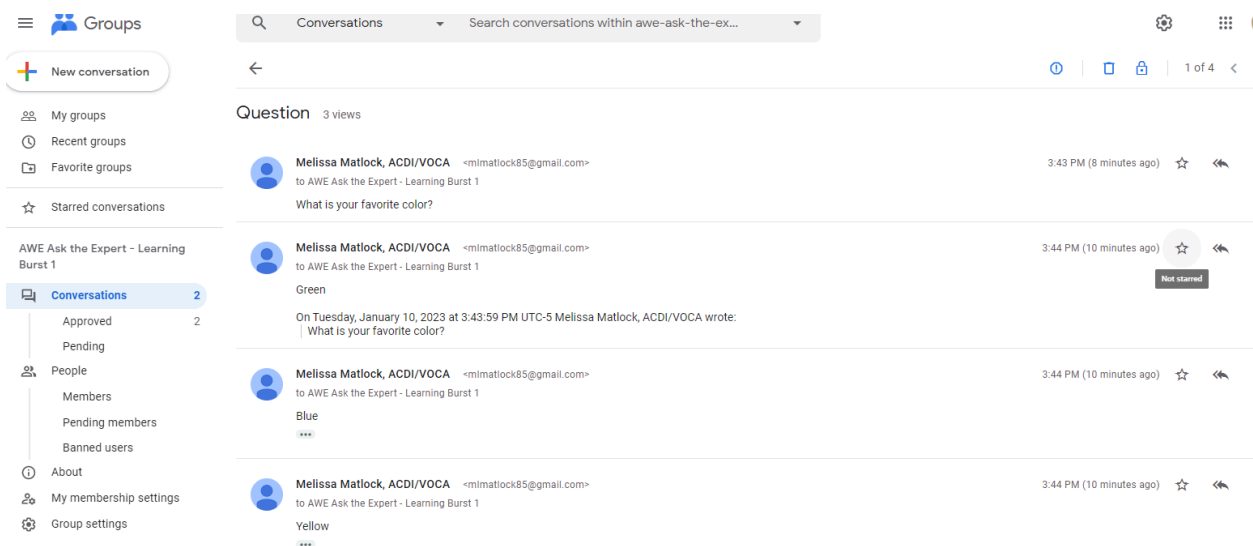 Groups
Conversations
Search conversations within awe-ask-the-ex...
New conversation
1 of 4
My groups
Recent groups
Favorite groups
Starred conversations
AWE Ask the Expert - Learning
Burst 1
Conversations 2
Approved 2
Pending
People
Members
Pending members
Banned users
About
My membership settings
Group settings
Question 3 views
Melissa Matlock, ACDI/VOCA <mlmatlock85@gmail.com> 3:43 PM (8 minutes ago)
to AWE Ask the Expert - Learning Burst 1
What is your favorite color?
Melissa Matlock, ACDI/VOCA <mlmatlock85@gmail.com> 3:44 PM (10 minutes ago)
to AWE Ask the Expert - Learning Burst 1
Not starred
Green
On Tuesday, January 10, 2023 at 3:43:59 PM UTC-5 Melissa Matlock, ACDI/VOCA wrote:
What is your favorite color?
Melissa Matlock, ACDI/VOCA <mlmatlock85@gmail.com> 3:44 PM (10 minutes ago)
to AWE Ask the Expert - Learning Burst 1
Blue
Melissa Matlock, ACDI/VOCA <mlmatlock85@gmail.com> 3:44 PM (10 minutes ago)
to AWE Ask the Expert - Learning Burst 1
Yellow